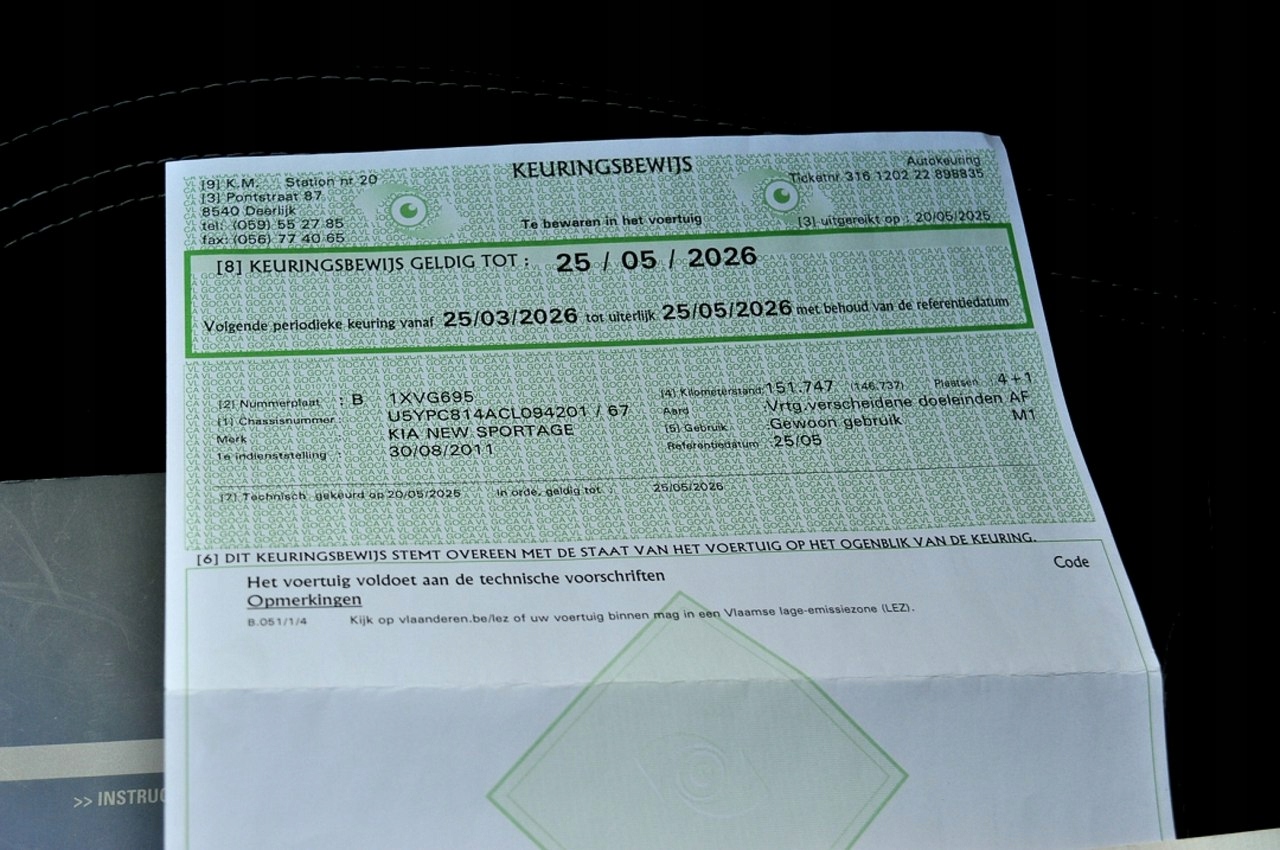 KEURINGSBEWIJS
[9] K.M. Station nr 20
[3] Pontstraat 87
8540 Deerlijk
tel: (059) 55 27 85
fax: (056) 77 40 65
Te bewaren in het voertuig
Autokeuring
Ticketnr 316 1202 22 898835
[3] uitgereikt op : 20/05/2025
[8] KEURINGSBEWIJS GELDIG TOT : 25 / 05 / 2026
Volgende periodieke keuring vanaf 25/03/2026 tot uiterlijk 25/05/2026 met behoud van de referentiedatum
[2] Nummerplaat : B 1XVG695
[1] Chassisnummer : U5YPC814ACL094201 / 67
Merk : KIA NEW SPORTAGE
1e indienststelling : 30/08/2011
[4] Kilometerstand: 151.747 (146.737) Plaatsen : 4 + 1
Aard : Vrtg.verscheidene doeleinden AF
[5] Gebruik : Gewoon gebruik M1
Referentiedatum : 25/05
[7] Technisch gekeurd op 20/05/2025 In orde, geldig tot : 25/05/2026
[6] DIT KEURINGSBEWIJS STEMT OVEREEN MET DE STAAT VAN HET VOERTUIG OP HET OGENBLIK VAN DE KEURING.
Het voertuig voldoet aan de technische voorschriften
Code
Opmerkingen
B.051/1/4 Kijk op vlaanderen.be/lez of uw voertuig binnen mag in een Vlaamse lage-emissiezone (LEZ).
>> INSTRUC